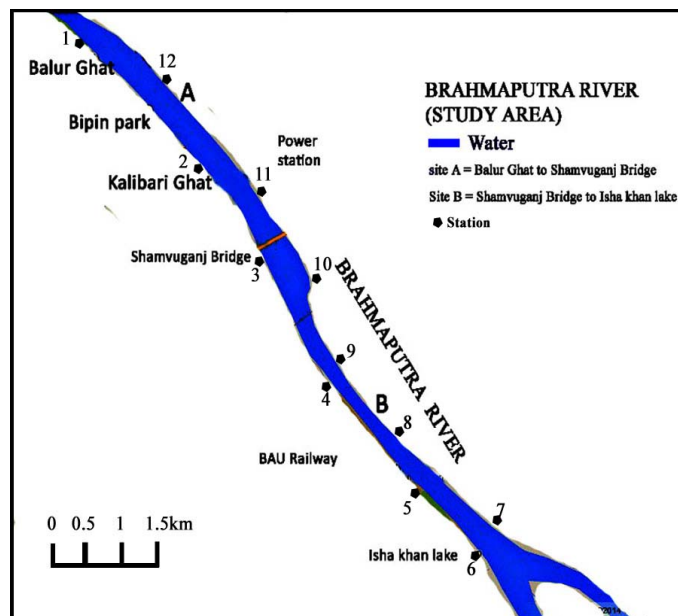 1
Balur Ghat
12
A
Bipin park
2
Kalibari Ghat
Power
station
11
Shamvuganj Bridge
3
10
BRAHMAPUTRA RIVER
9
4
B
8
BAU Railway
5
7
Isha khan lake
6
BRAHMAPUTRA RIVER
(STUDY AREA)
Water
site A = Balur Ghat to Shamvuganj Bridge
Site B = Shamvuganj Bridge to Isha khan lake
Station
0 0.5 1 1.5km
2014